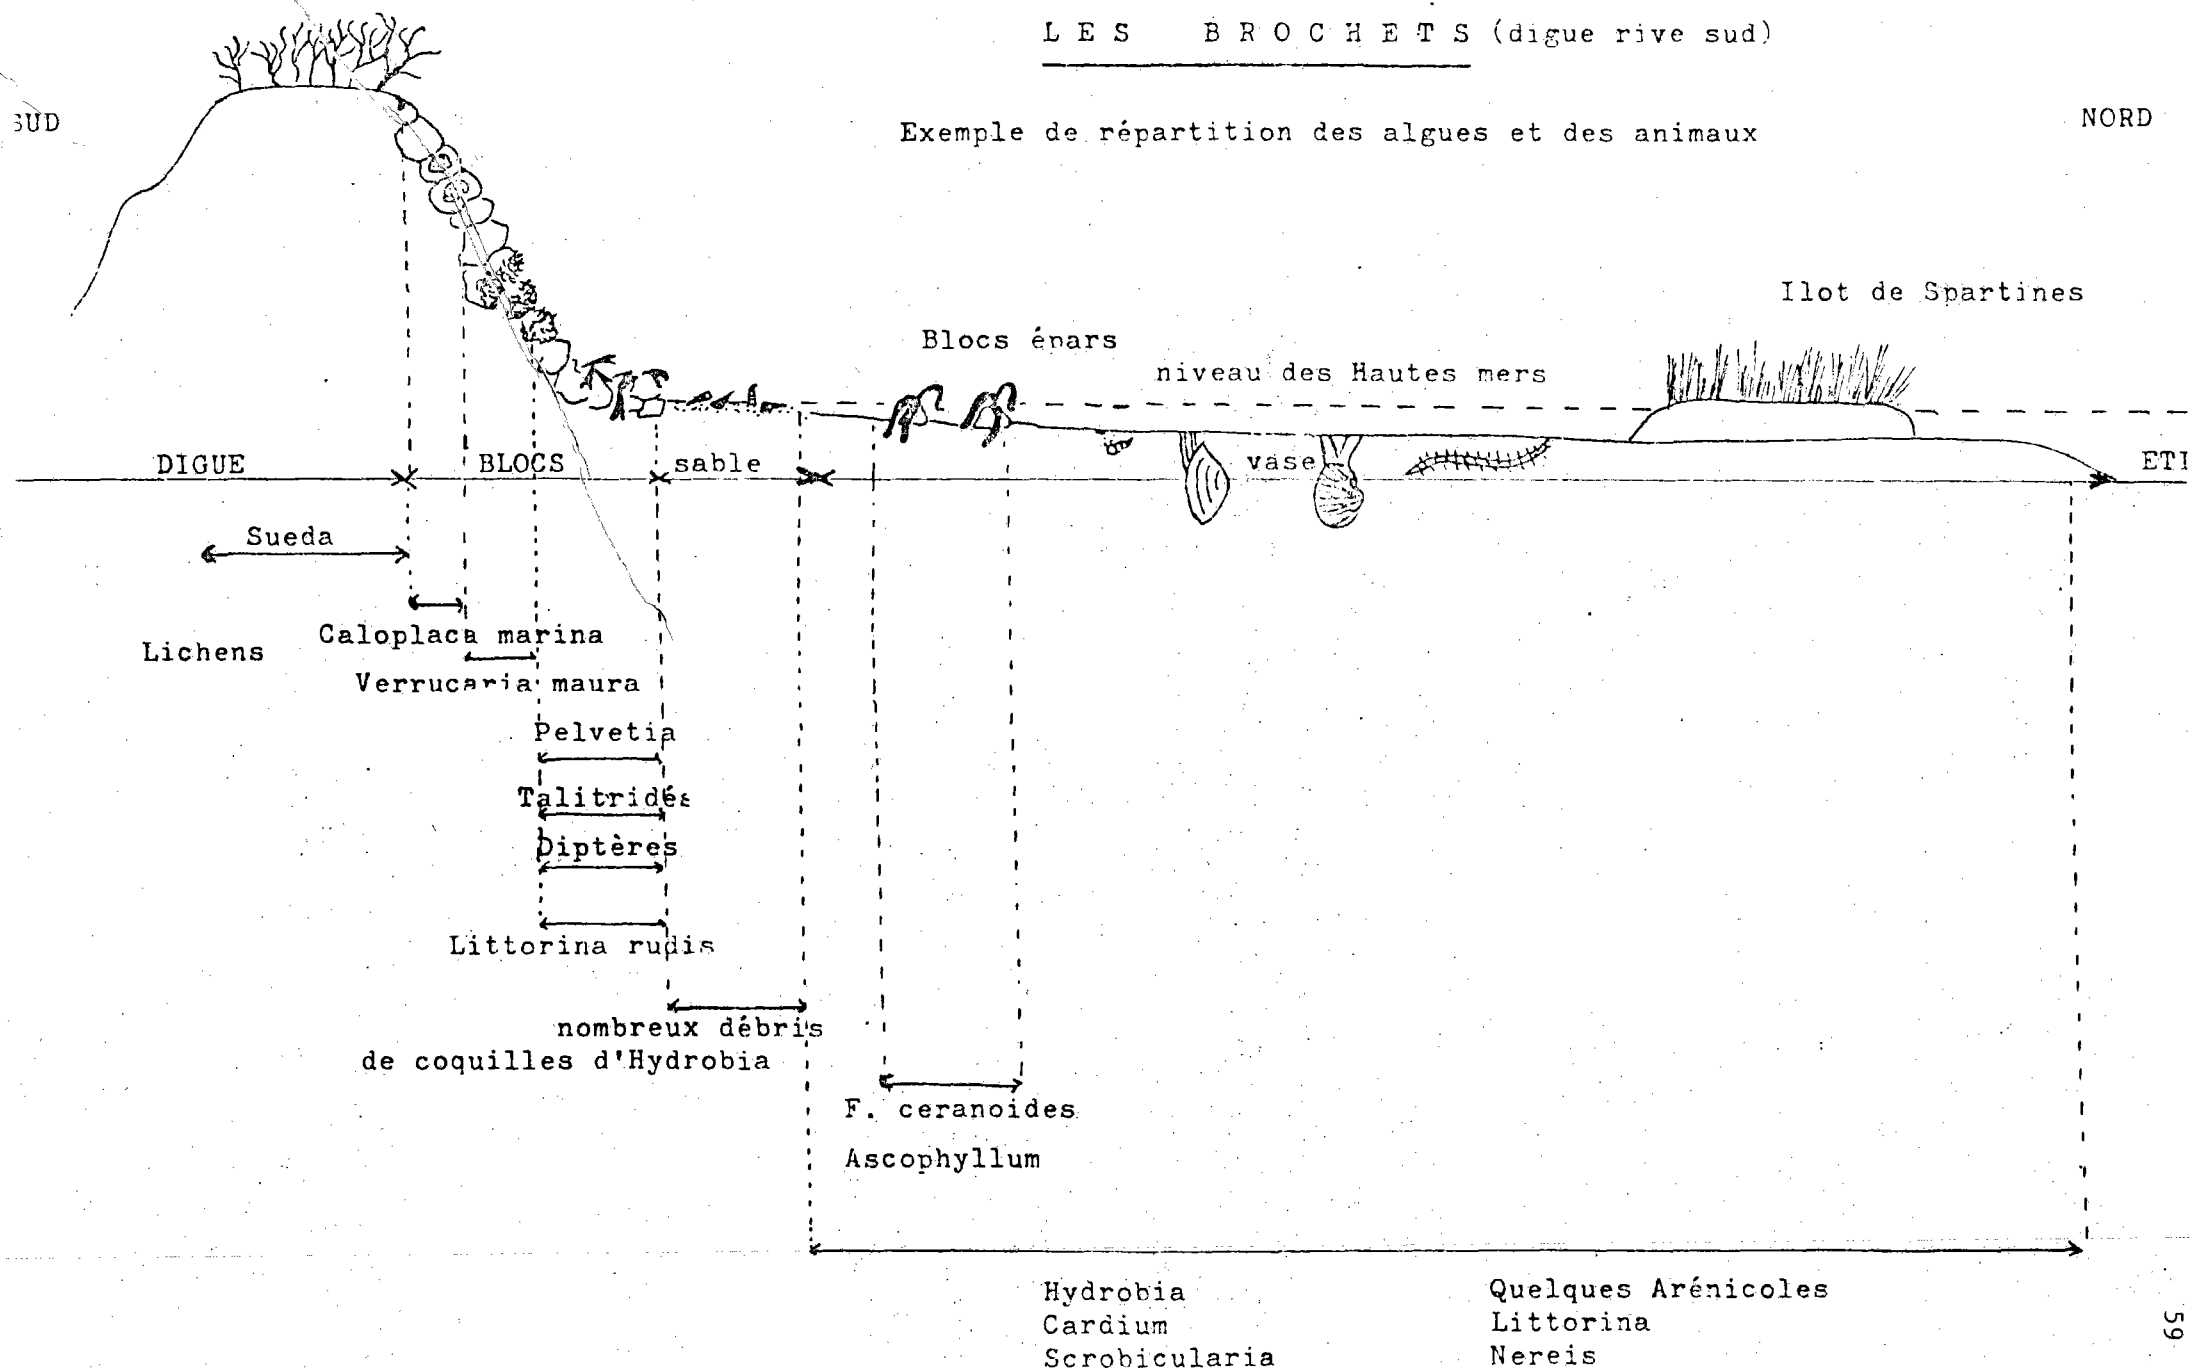 L E S B R O C H E T S (digue rive sud)
SUD
NORD
Exemple de répartition des algues et des animaux
Ilot de Spartines
Blocs épars
niveau des Hautes mers
DIGUE
BLOCS
sable
vase
ETI
Sueda
Caloplaca marina
Lichens
Verrucaria maura
Pelvetia
Talitridés
Diptères
Littorina rudis
nombreux débris
de coquilles d'Hydrobia
F. ceranoides
Ascophyllum
Hydrobia
Cardium
Scrobicularia
Quelques Arénicoles
Littorina
Nereis
59